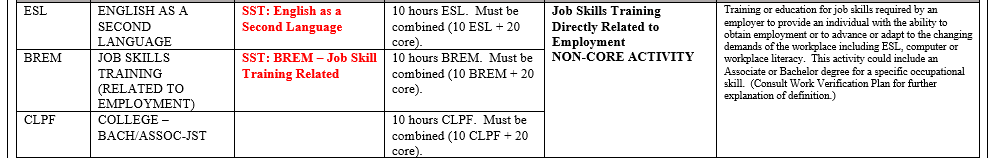 ESL
ENGLISH AS A
SECOND
LANGUAGE
SST: English as a
Second Language
10 hours ESL.  Must be
combined (10 ESL + 20
core).
BREM
JOB SKILLS
TRAINING
(RELATED TO
EMPLOYMENT)
SST: BREM – Job Skill
Training Related
10 hours BREM.  Must be
combined (10 BREM + 20
core).
CLPF
COLLEGE –
BACH/ASSOC-JST
10 hours CLPF.  Must be
combined (10 CLPF + 20
core).
Job Skills Training
Directly Related to
Employment
NON-CORE ACTIVITY
Training or education for job skills required by an
employer to provide an individual with the ability to
obtain employment or to advance or adapt to the changing
demands of the workplace including ESL, computer or
workplace literacy.  This activity could include an
Associate or Bachelor degree for a specific occupational
skill.  (Consult Work Verification Plan for further
explanation of definition.)